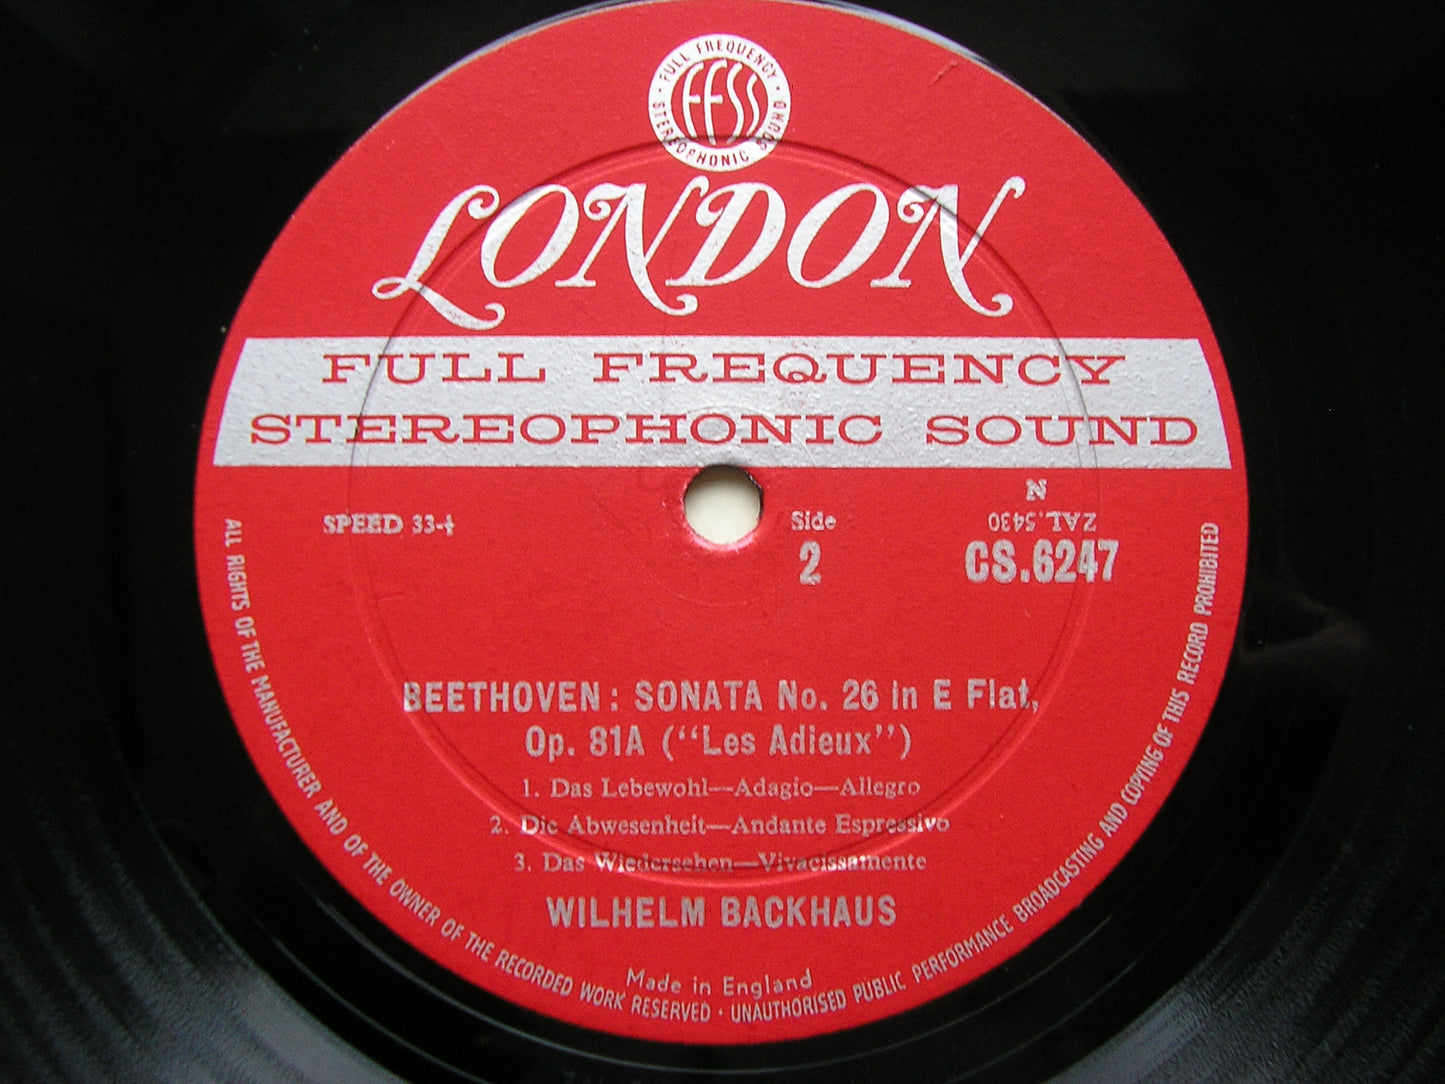 FULL FREQUENCY
FFSS
STEREOPHONIC SOUND
LONDON
FULL FREQUENCY
STEREOPHONIC SOUND
SPEED 33-⅓
Side
2
N
ZAL.5430
CS.6247
BEETHOVEN: SONATA No. 26 in E Flat,
Op. 81A ("Les Adieux")
1. Das Lebewohl—Adagio—Allegro
2. Die Abwesenheit—Andante Espressivo
3. Das Wiedersehen—Vivacissamente
WILHELM BACKHAUS
Made in England
ALL RIGHTS OF THE MANUFACTURER AND OF THE OWNER OF THE RECORDED WORK RESERVED · UNAUTHORISED PUBLIC PERFORMANCE BROADCASTING AND COPYING OF THIS RECORD PROHIBITED